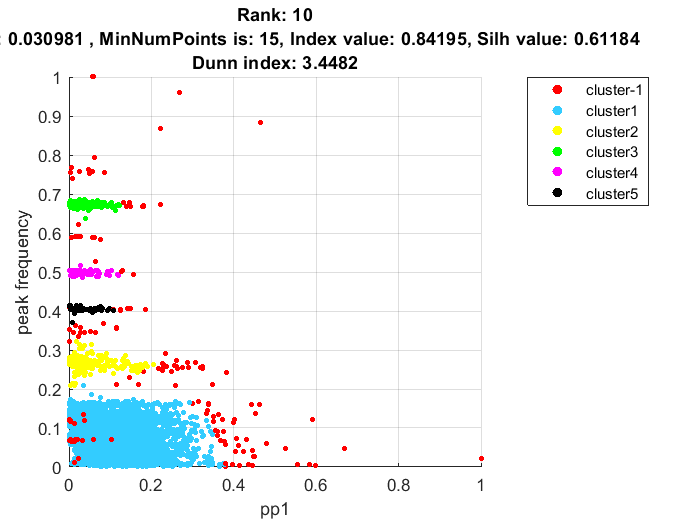 Rank: 10
: 0.030981 , MinNumPoints is: 15, Index value: 0.84195, Silh value: 0.61184
Dunn index: 3.4482
1
0.9
0.8
0.7
0.6
0.5
0.4
0.3
0.2
0.1
0
peak frequency
0
0.2
0.4
0.6
0.8
1
pp1
cluster-1
cluster1
cluster2
cluster3
cluster4
cluster5